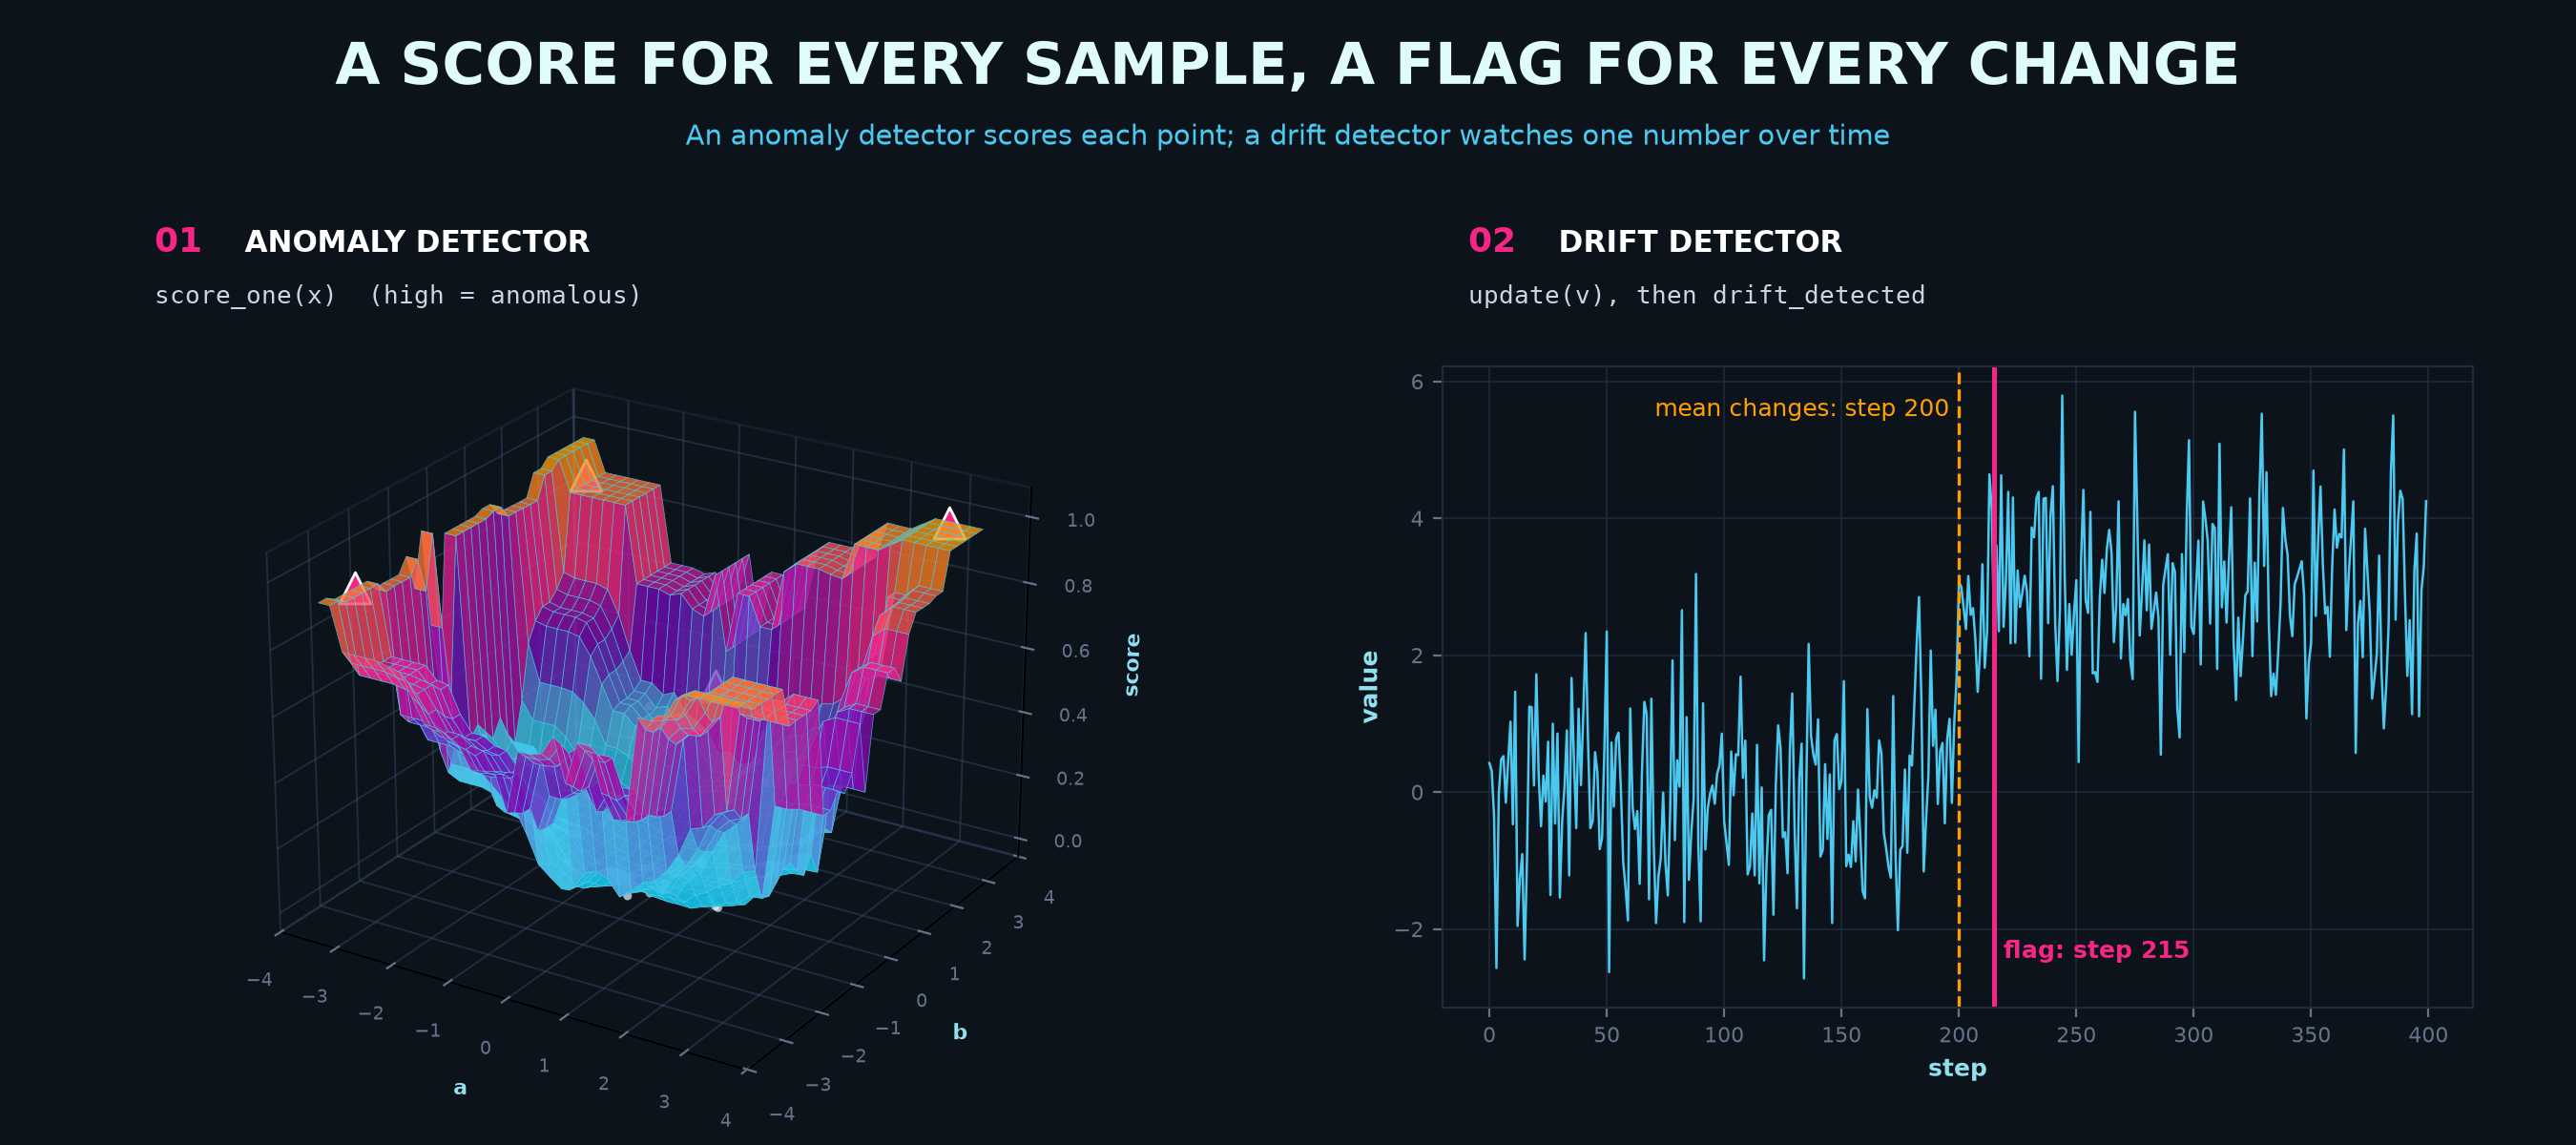 A SCORE FOR EVERY SAMPLE, A FLAG FOR EVERY CHANGE
An anomaly detector scores each point; a drift detector watches one number over time
01 ANOMALY DETECTOR
score_one(x)  (high = anomalous)
1.0
0.8
0.6
0.4
0.2
0.0
score
−4
−3
−2
−1
0
1
2
3
4
a
−4
−3
−2
−1
0
1
2
3
4
b
02 DRIFT DETECTOR
update(v), then drift_detected
mean changes: step 200
flag: step 215
6
4
2
0
−2
value
0 50 100 150 200 250 300 350 400
step